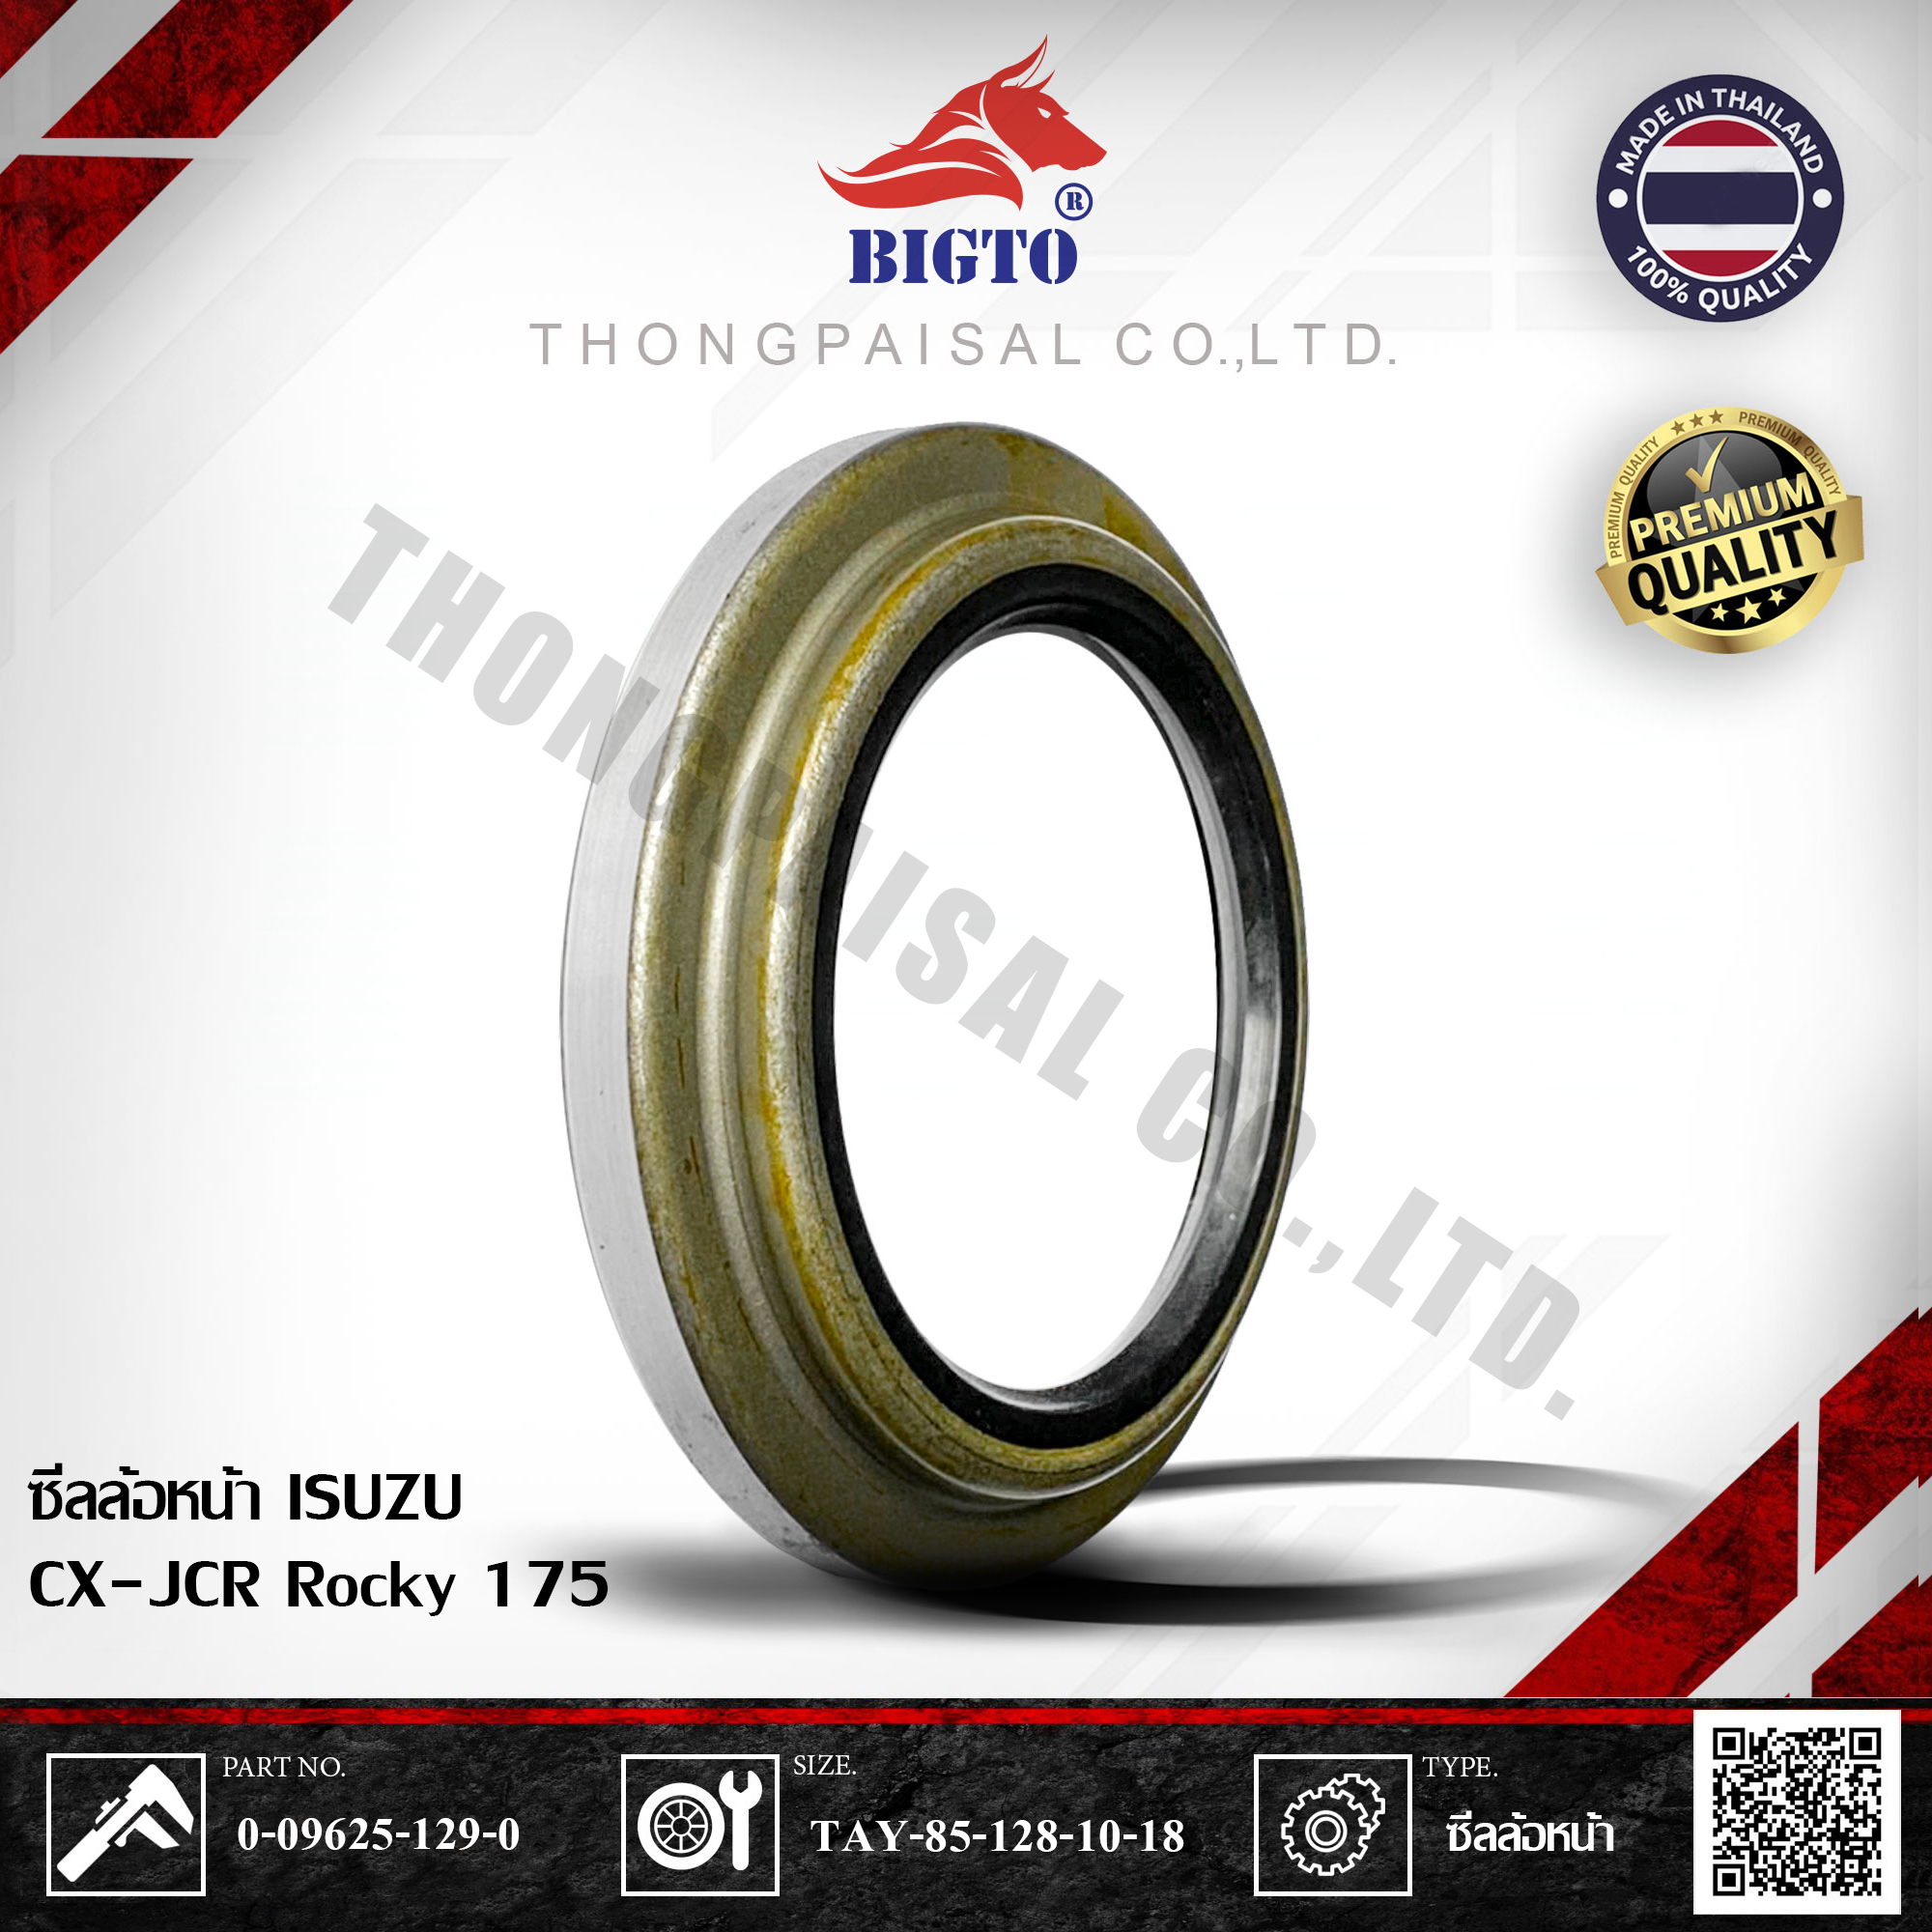 BIGTO ®
THONGPAISAL CO.,LTD.
MADE IN THAILAND
100% QUALITY
PREMIUM QUALITY ★★★ PREMIUM QUALITY
PREMIUM QUALITY
PREMIUM
QUALITY
THONGPAISAL CO.,LTD.
ซีลล้อหน้า ISUZU
CX-JCR Rocky 175
PART NO.
0-09625-129-0
SIZE.
TAY-85-128-10-18
TYPE.
ซีลล้อหน้า